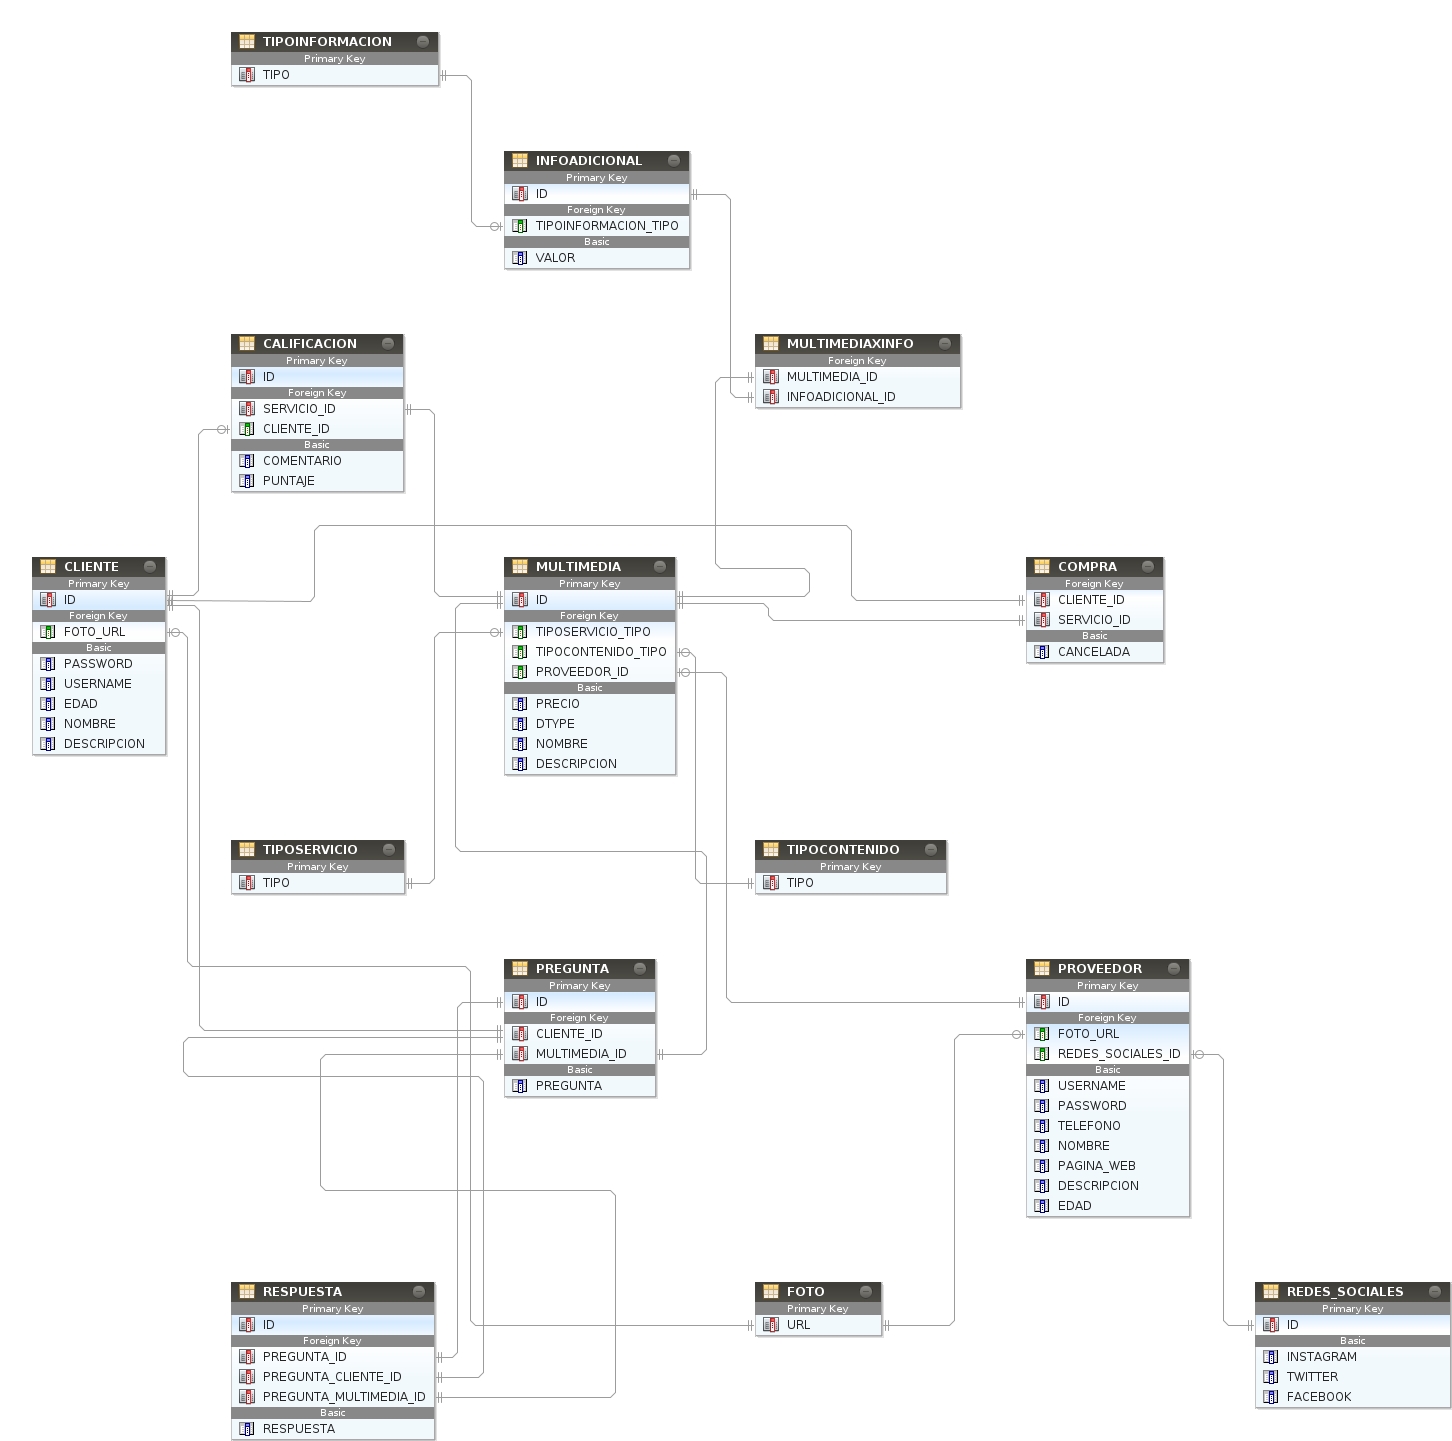 TIPOINFORMACION
Primary Key
TIPO
INFOADICIONAL
Primary Key
ID
Foreign Key
TIPOINFORMACION_TIPO
Basic
VALOR
CALIFICACION
Primary Key
ID
Foreign Key
SERVICIO_ID
CLIENTE_ID
Basic
COMENTARIO
PUNTAJE
MULTIMEDIAXINFO
Foreign Key
MULTIMEDIA_ID
INFOADICIONAL_ID
CLIENTE
Primary Key
ID
Foreign Key
FOTO_URL
Basic
PASSWORD
USERNAME
EDAD
NOMBRE
DESCRIPCION
MULTIMEDIA
Primary Key
ID
Foreign Key
TIPOSERVICIO_TIPO
TIPOCONTENIDO_TIPO
PROVEEDOR_ID
Basic
PRECIO
DTYPE
NOMBRE
DESCRIPCION
COMPRA
Foreign Key
CLIENTE_ID
SERVICIO_ID
Basic
CANCELADA
TIPOSERVICIO
Primary Key
TIPO
TIPOCONTENIDO
Primary Key
TIPO
PREGUNTA
Primary Key
ID
Foreign Key
CLIENTE_ID
MULTIMEDIA_ID
Basic
PREGUNTA
PROVEEDOR
Primary Key
ID
Foreign Key
FOTO_URL
REDES_SOCIALES_ID
Basic
USERNAME
PASSWORD
TELEFONO
NOMBRE
PAGINA_WEB
DESCRIPCION
EDAD
RESPUESTA
Primary Key
ID
Foreign Key
PREGUNTA_ID
PREGUNTA_CLIENTE_ID
PREGUNTA_MULTIMEDIA_ID
Basic
RESPUESTA
FOTO
Primary Key
URL
REDES_SOCIALES
Primary Key
ID
Basic
INSTAGRAM
TWITTER
FACEBOOK